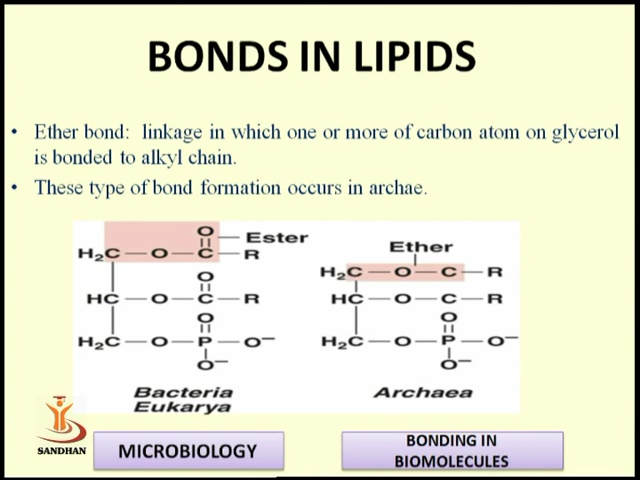 BONDS IN LIPIDS
• Ether bond: linkage in which one or more of carbon atom on glycerol
is bonded to alkyl chain.
• These type of bond formation occurs in archae.
O
Ester
H₂C—O—C—R
O
HC—O—C—R
O
H₂C—O—P—O⁻
O⁻
Bacteria
Eukarya
Ether
H₂C—O—C—R
HC—O—C—R
O
H₂C—O—P—O⁻
O⁻
Archaea
SANDHAN
MICROBIOLOGY
BONDING IN
BIOMOLECULES